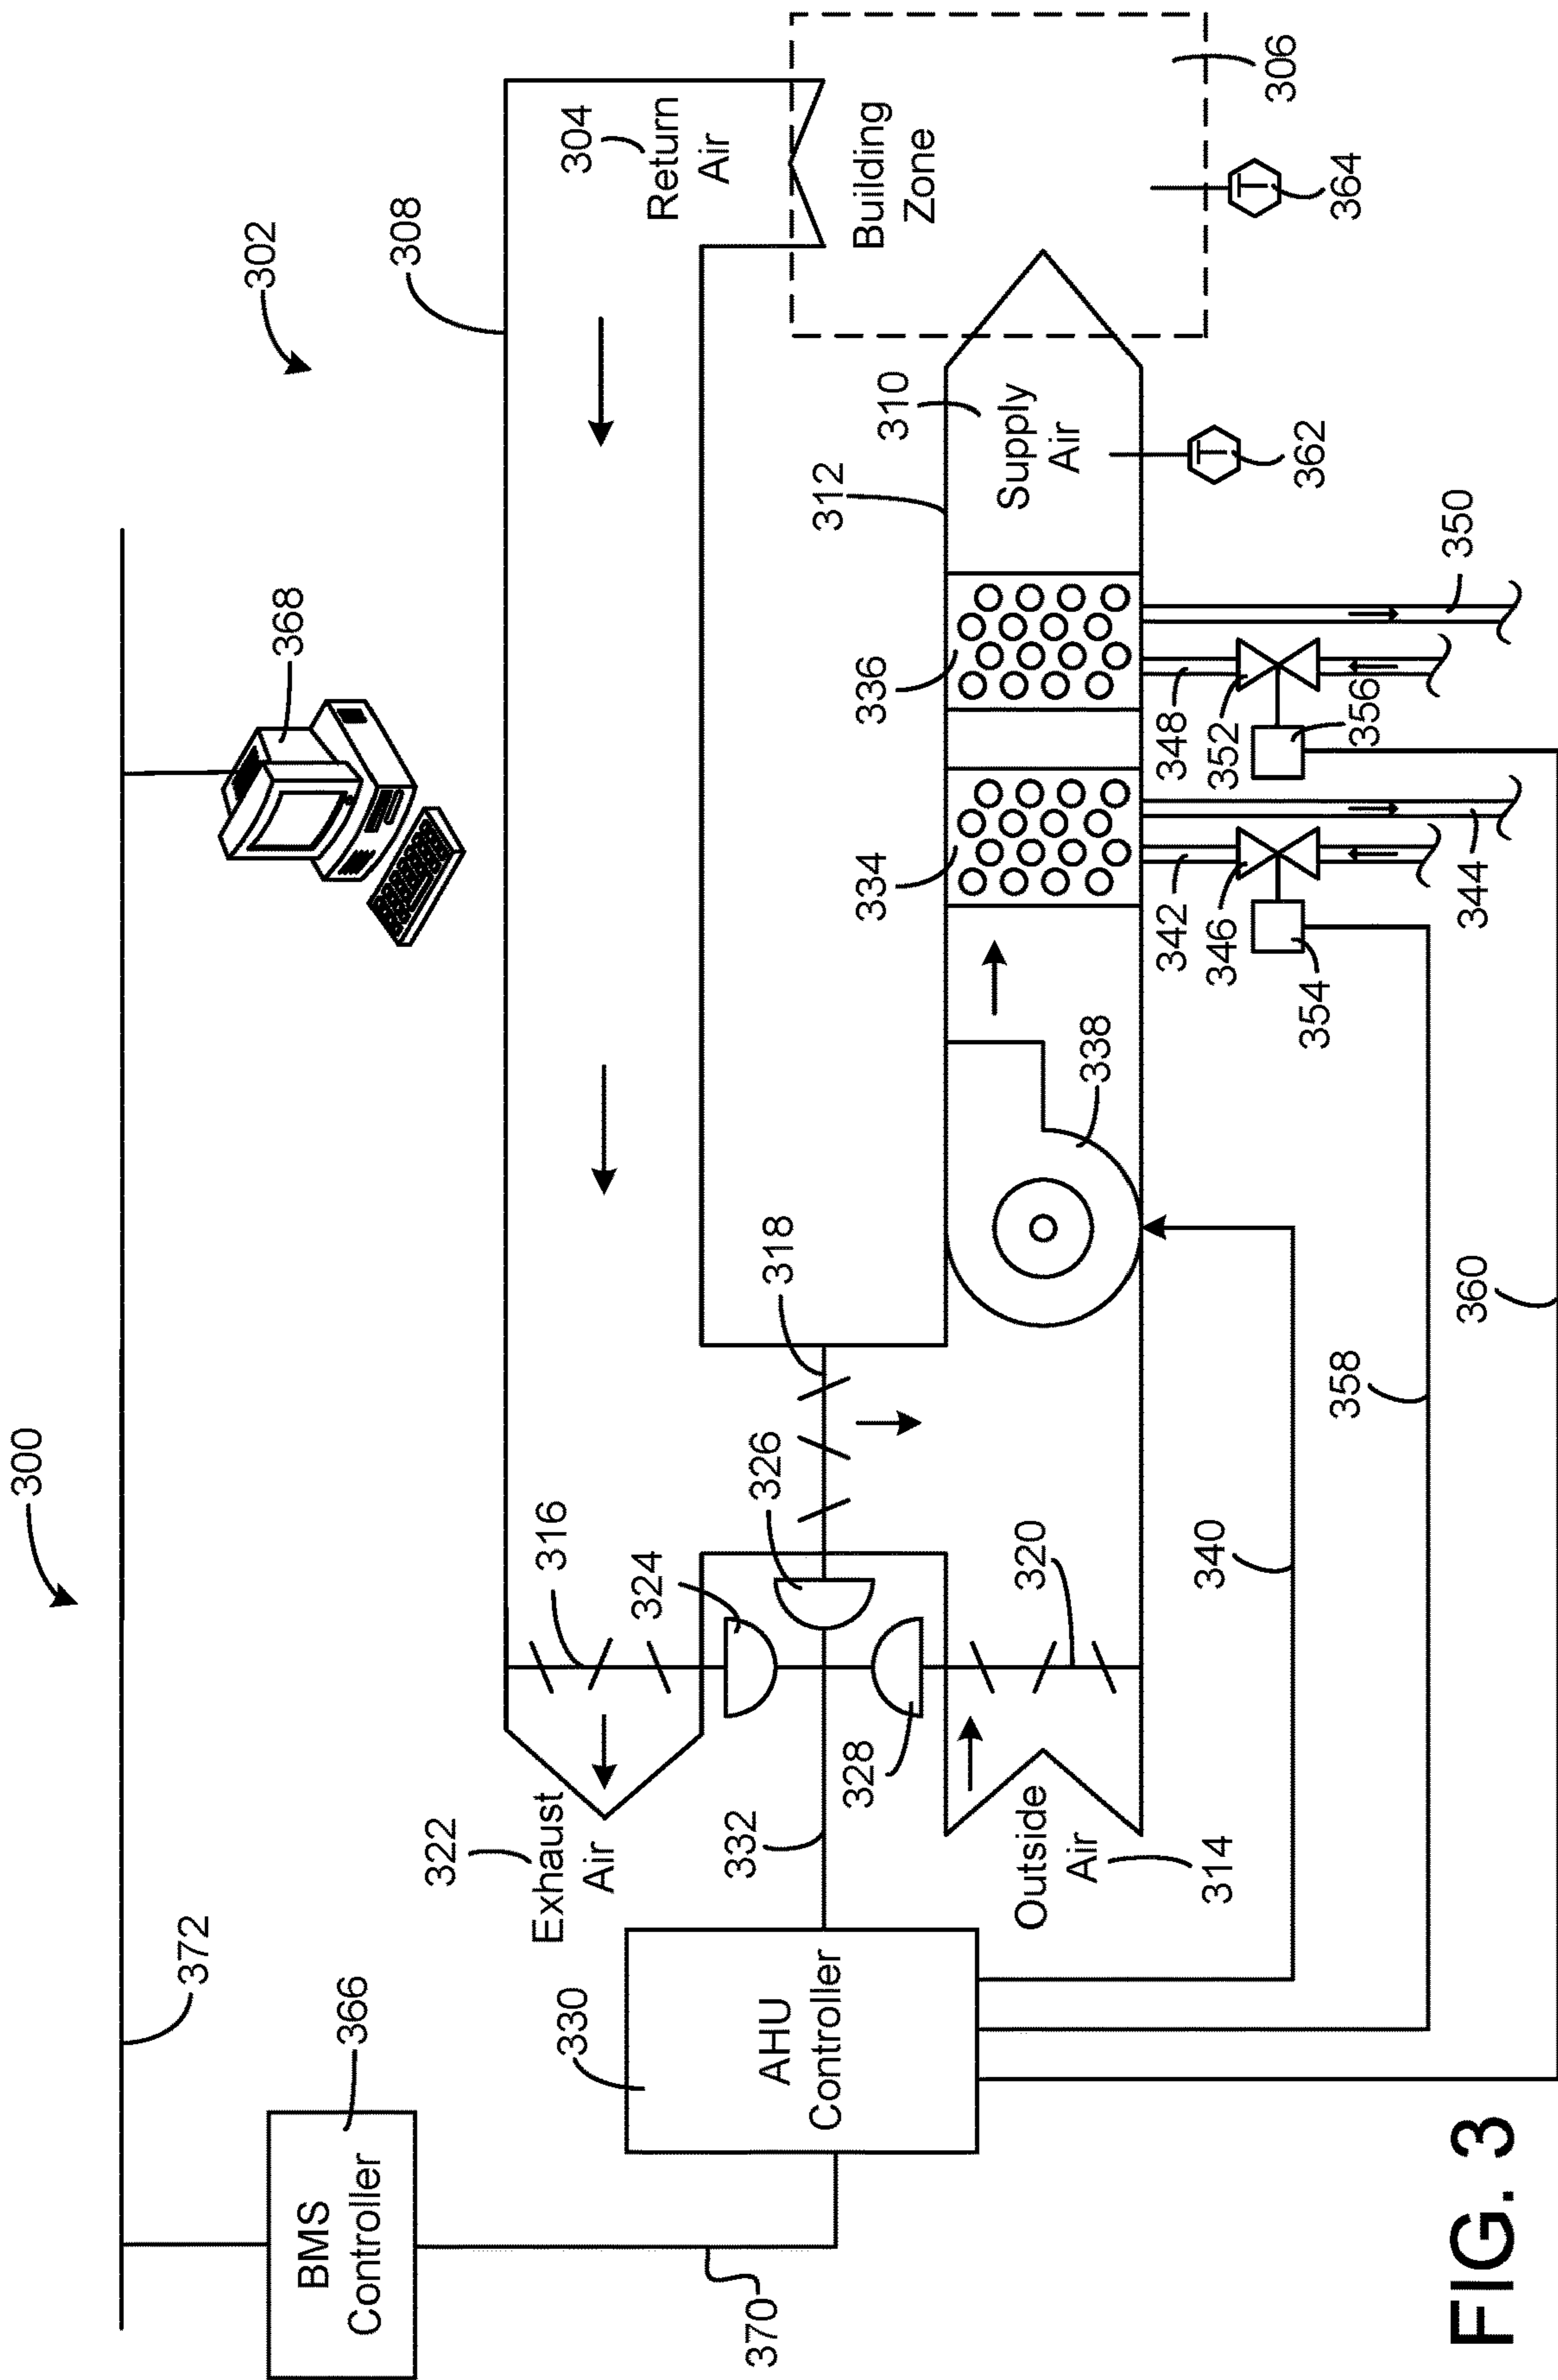 300
372
366
BMS
Controller
370
368
302
308
304
Return
Air
Building
Zone
306
364
322
Exhaust
Air
316
324
326
318
332
328
330
AHU
Controller
Outside
Air
314
320
338
334
336
312
310
Supply
Air
T
362
T
342
346
354
344
348
352
356
350
340
358
360
FIG. 3